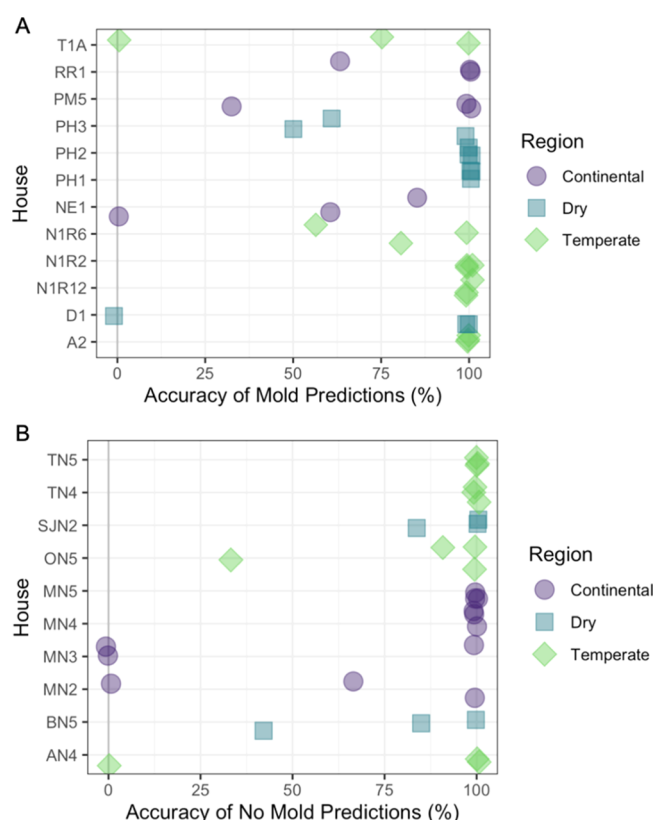 A
T1A
RR1
PM5
PH3
PH2
PH1
NE1
N1R6
N1R2
N1R12
D1
A2
House
0 25 50 75 100
Accuracy of Mold Predictions (%)
Region
Continental
Dry
Temperate
B
TN5
TN4
SJN2
ON5
MN5
MN4
MN3
MN2
BN5
AN4
House
0 25 50 75 100
Accuracy of No Mold Predictions (%)
Region
Continental
Dry
Temperate